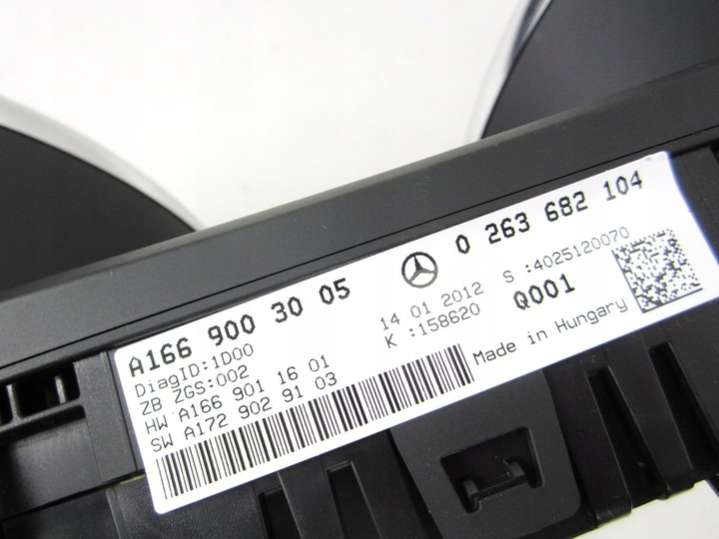 A166 900 30 05
0 263 682 104
DiagID:1D00
14 01 2012
S :4025120070
ZB ZGS:002
K :158620
Q001
HW A166 901 16 01
SW A172 902 91 03
Made in Hungary